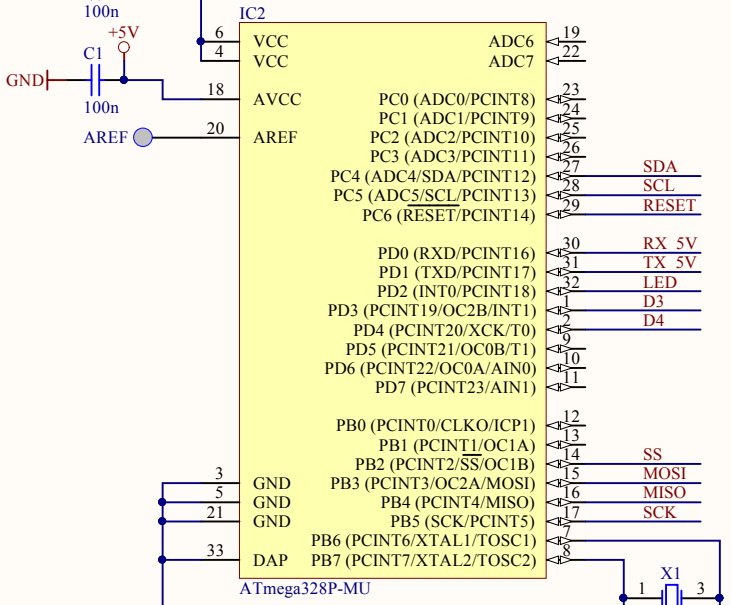 100n
IC2
+5V
C1
GND
100n
AREF
6 VCC ADC6 19
4 VCC ADC7 22
18 AVCC PC0 (ADC0/PCINT8) 23
PC1 (ADC1/PCINT9) 24
20 AREF PC2 (ADC2/PCINT10) 25
PC3 (ADC3/PCINT11) 26
PC4 (ADC4/SDA/PCINT12) 27 SDA
PC5 (ADC5/SCL/PCINT13) 28 SCL
PC6 (RESET/PCINT14) 29 RESET
PD0 (RXD/PCINT16) 30 RX 5V
PD1 (TXD/PCINT17) 31 TX 5V
PD2 (INT0/PCINT18) 32 LED
PD3 (PCINT19/OC2B/INT1) 1 D3
PD4 (PCINT20/XCK/T0) 2 D4
PD5 (PCINT21/OC0B/T1) 9
PD6 (PCINT22/OC0A/AIN0) 10
PD7 (PCINT23/AIN1) 11
PB0 (PCINT0/CLKO/ICP1) 12
PB1 (PCINT1/OC1A) 13
PB2 (PCINT2/SS/OC1B) 14 SS
3 GND PB3 (PCINT3/OC2A/MOSI) 15 MOSI
5 GND PB4 (PCINT4/MISO) 16 MISO
21 GND PB5 (SCK/PCINT5) 17 SCK
PB6 (PCINT6/XTAL1/TOSC1) 7
33 DAP PB7 (PCINT7/XTAL2/TOSC2) 8
ATmega328P-MU
X1
1 3